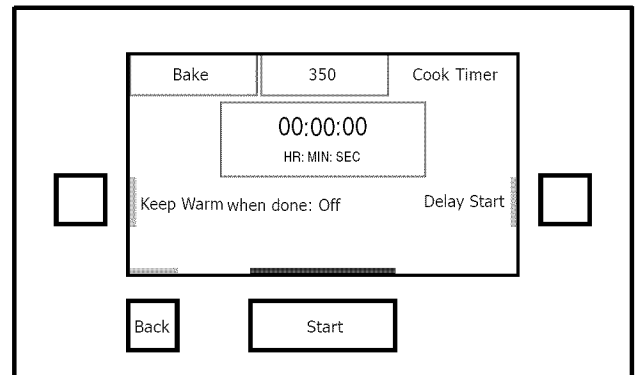 Bake 350 Cook Timer
00:00:00
HR: MIN: SEC
Keep Warm when done: Off Delay Start
Back Start